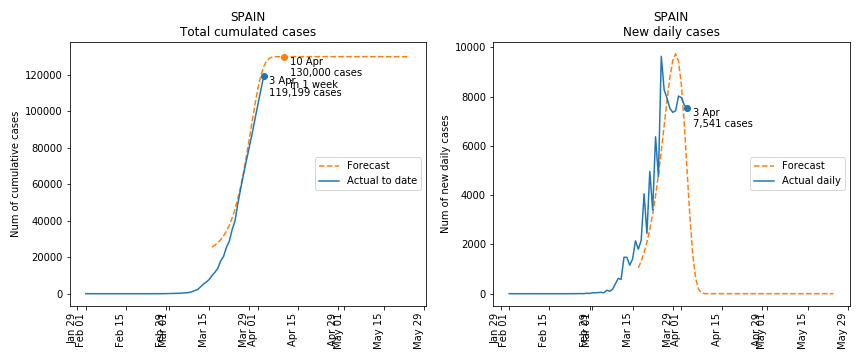 SPAIN
Total cumulated cases
Num of cumulative cases
120000
100000
80000
60000
40000
20000
0
10 Apr
130,000 cases
in 1 week
3 Apr
119,199 cases
Forecast
Actual to date
Jan 29
Feb 01
Feb 15
Feb 29
Mar 01
Mar 15
Mar 29
Apr 01
Apr 15
Apr 29
May 01
May 15
May 29
SPAIN
New daily cases
Num of new daily cases
10000
8000
6000
4000
2000
0
3 Apr
7,541 cases
Forecast
Actual daily
Jan 29
Feb 01
Feb 15
Feb 29
Mar 01
Mar 15
Mar 29
Apr 01
Apr 15
Apr 29
May 01
May 15
May 29